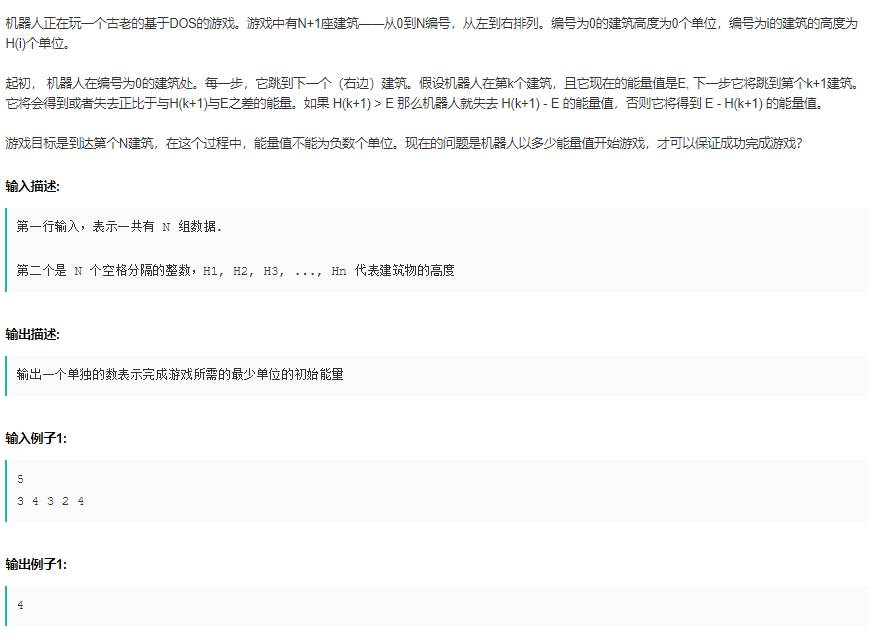 机器人正在玩一个古老的基于DOS的游戏。游戏中有N+1座建筑——从0到N编号，从左到右排列。编号为0的建筑高度为0个单位，编号为i的建筑的高度为
H(i)个单位。
起初， 机器人在编号为0的建筑处。每一步，它跳到下一个（右边）建筑。假设机器人在第k个建筑，且它现在的能量值是E, 下一步它将跳到第个k+1建筑。
它将会得到或者失去正比于与H(k+1)与E之差的能量。如果 H(k+1) > E 那么机器人就失去 H(k+1) - E 的能量值，否则它将得到 E - H(k+1) 的能量值。
游戏目标是到达第个N建筑，在这个过程中，能量值不能为负数个单位。现在的问题是机器人以多少能量值开始游戏，才可以保证成功完成游戏？
输入描述:
第一行输入，表示一共有 N 组数据.
第二个是 N 个空格分隔的整数，H1, H2, H3, ..., Hn 代表建筑物的高度
输出描述:
输出一个单独的数表示完成游戏所需的最少单位的初始能量
输入例子1:
5
3 4 3 2 4
输出例子1:
4